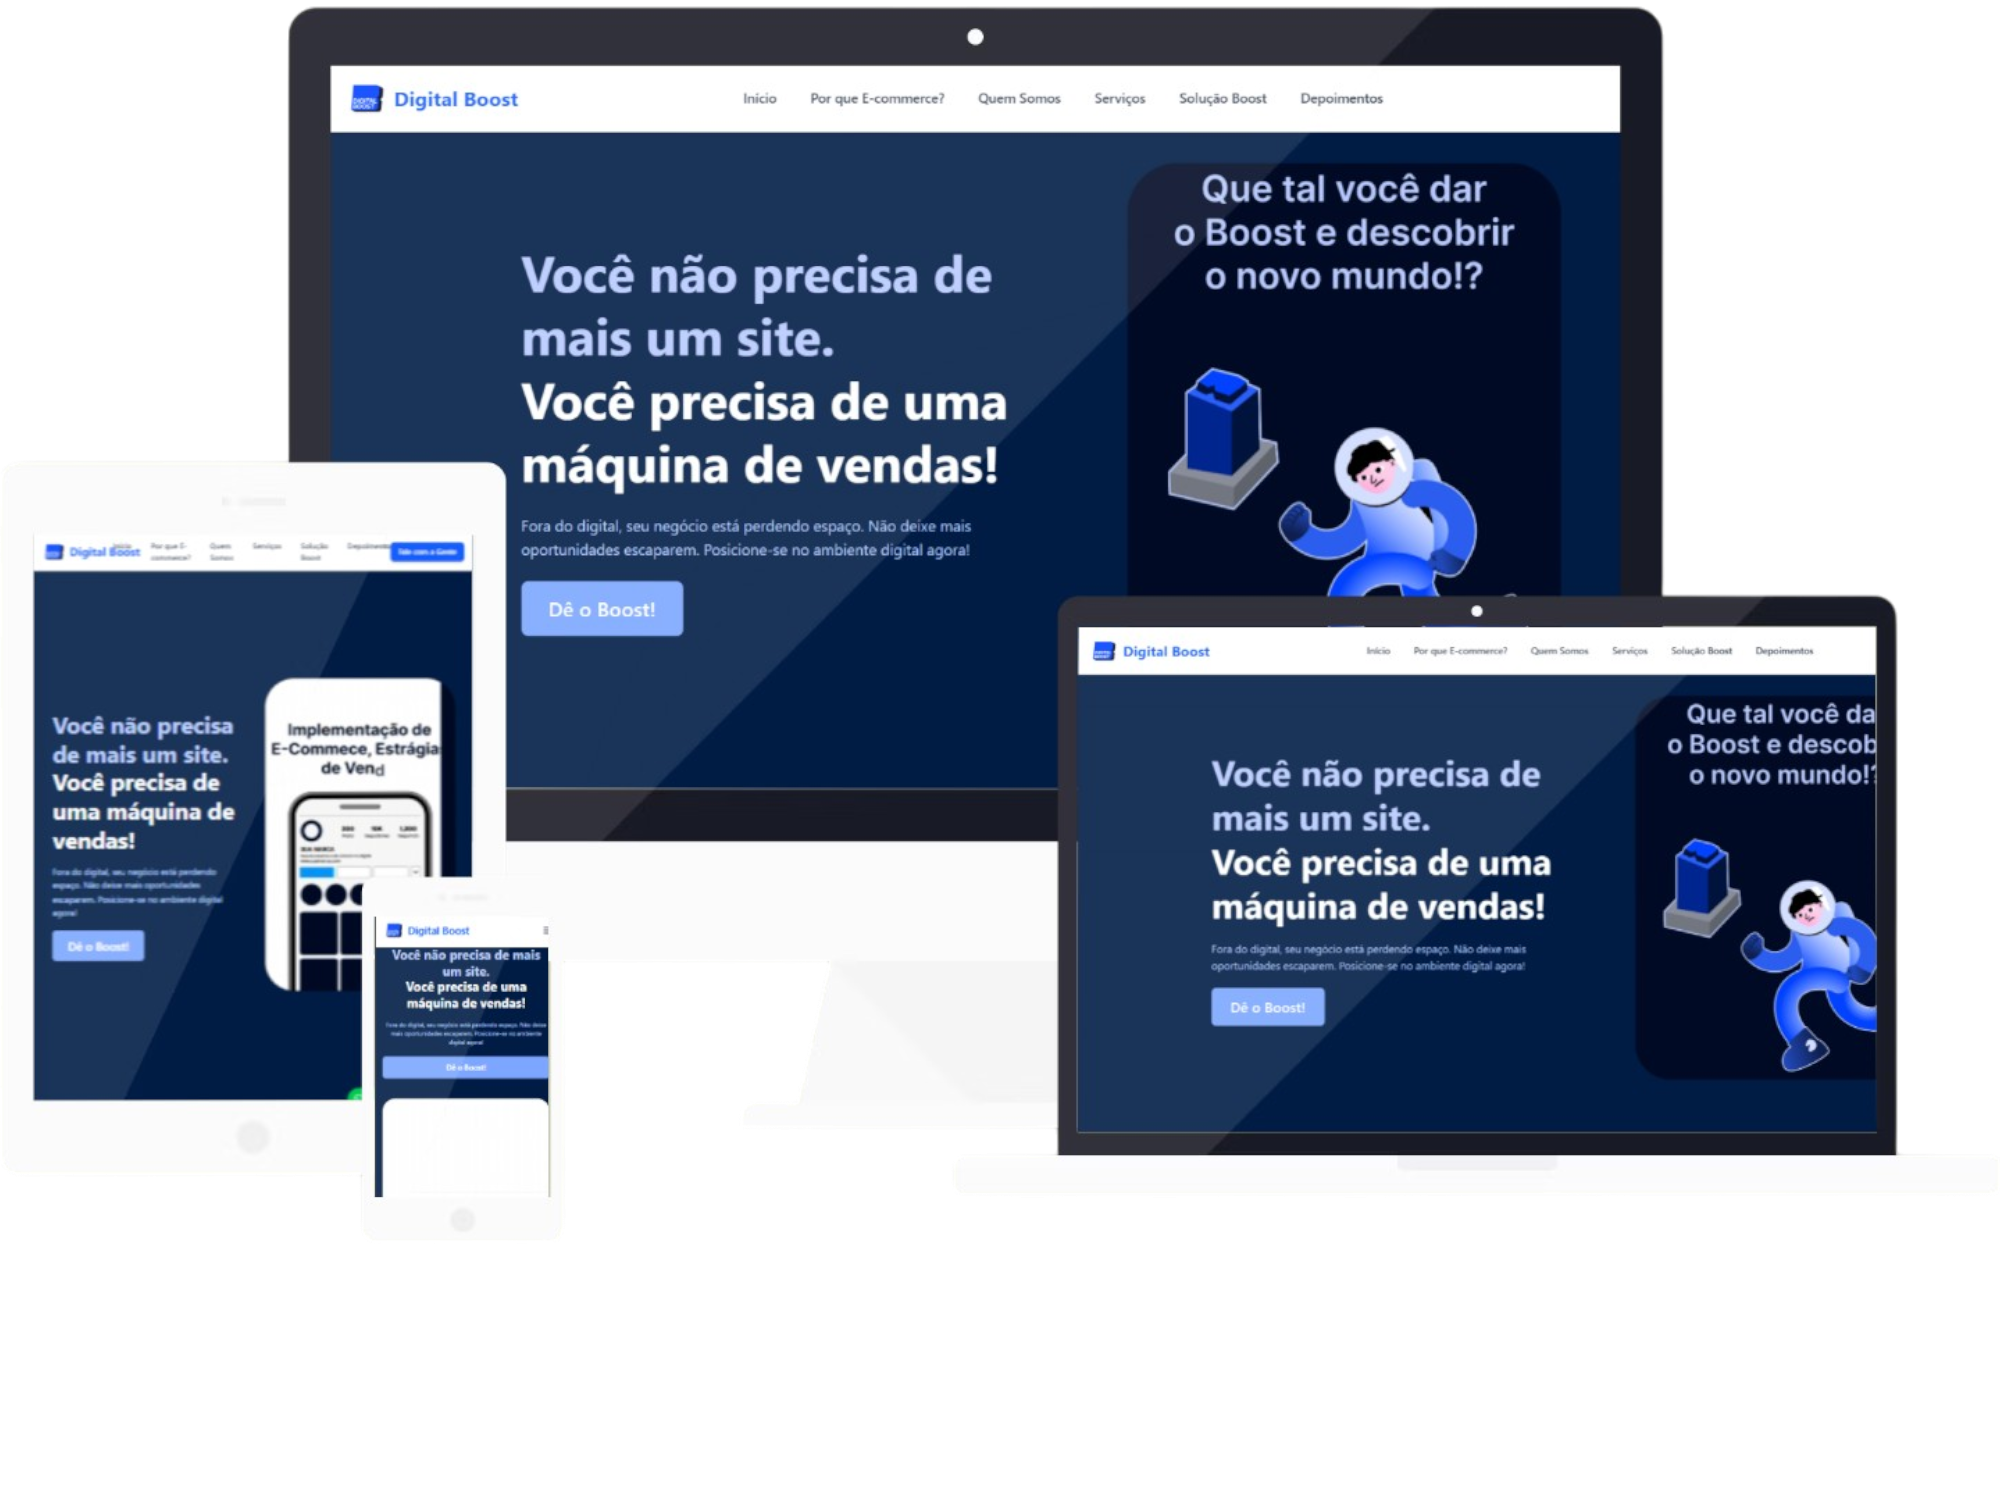 Digital Boost
Início Por que E-commerce? Quem Somos Serviços Solução Boost Depoimentos
Você não precisa de
mais um site.
Você precisa de uma
máquina de vendas!
Fora do digital, seu negócio está perdendo espaço. Não deixe mais
oportunidades escaparem. Posicione-se no ambiente digital agora!
Dê o Boost!
Que tal você dar
o Boost e descobrir
o novo mundo!?
Digital Boost
Início Por que E-commerce? Quem Somos Serviços Solução Boost Depoimentos Fale com a Gente
Você não precisa
de mais um site.
Você precisa de
uma máquina de
vendas!
Fora do digital, seu negócio está perdendo
espaço. Não deixe mais oportunidades
escaparem. Posicione-se no ambiente digital
agora!
Dê o Boost!
Implementação de
E-Commece, Estrágia
de Vend
SUA MARCA
Digital Boost
Você não precisa de mais
um site.
Você precisa de uma
máquina de vendas!
Fora do digital, seu negócio está perdendo espaço. Não deixe
mais oportunidades escaparem. Posicione-se no ambiente
digital agora!
Dê o Boost!
Digital Boost
Início Por que E-commerce? Quem Somos Serviços Solução Boost Depoimentos
Você não precisa de
mais um site.
Você precisa de uma
máquina de vendas!
Fora do digital, seu negócio está perdendo espaço. Não deixe mais
oportunidades escaparem. Posicione-se no ambiente digital agora!
Dê o Boost!
Que tal você da
o Boost e descob
o novo mundo!?